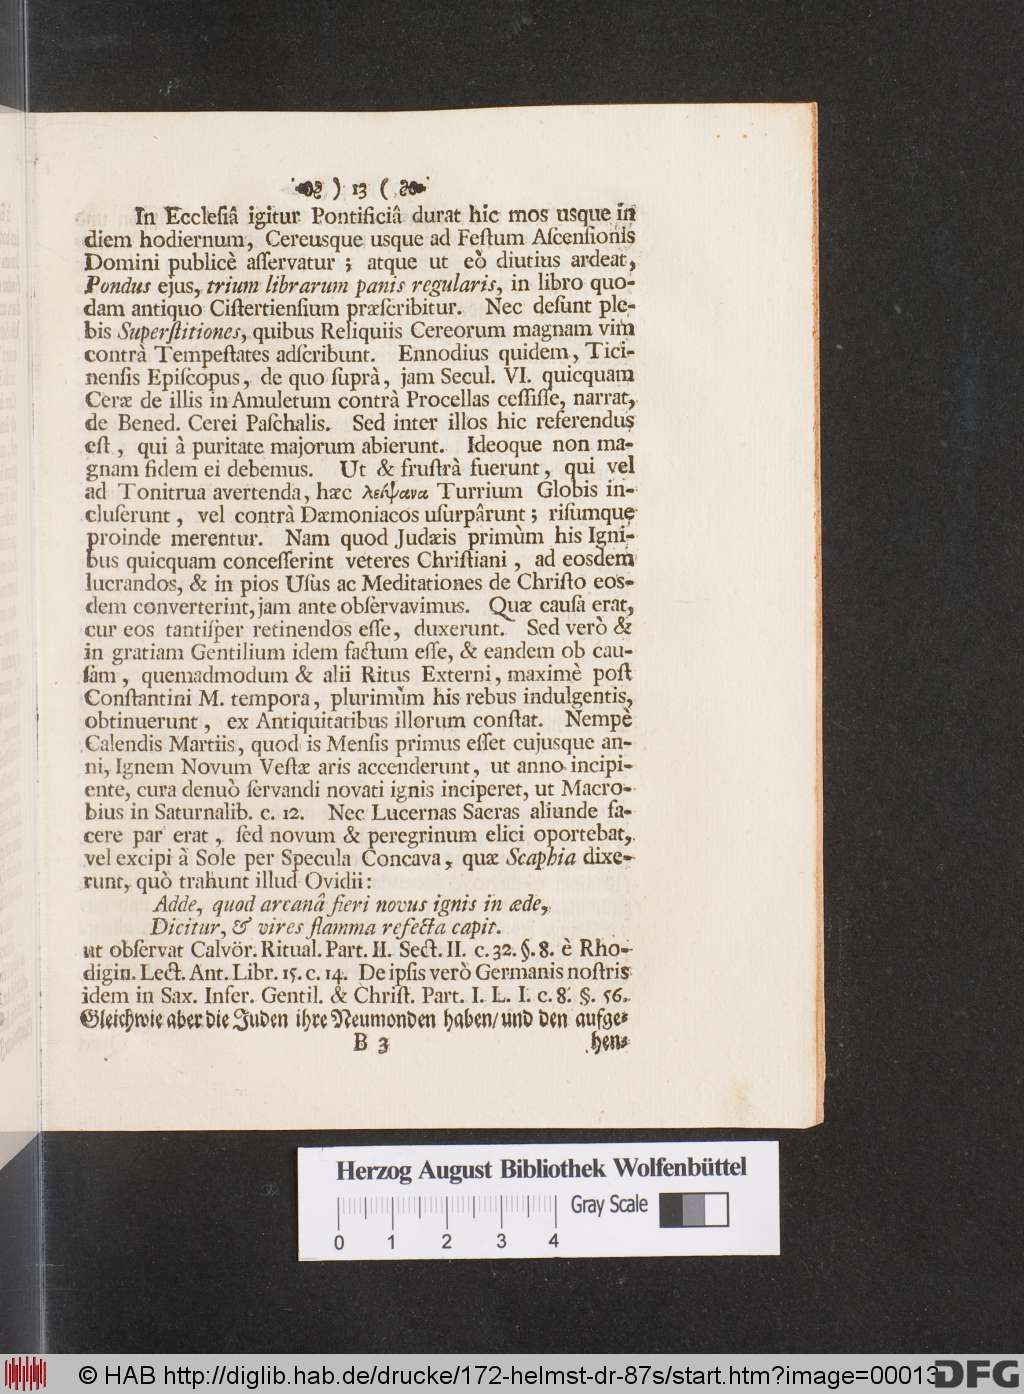 ) 13 (
In Eccleſiâ igitur Pontificiâ durat hic mos usque in
diem hodiernum, Cereusque usque ad Feſtum Aſcenſionis
Domini publicè aſſervatur ; atque ut eò diutius ardeat,
Pondus ejus, trium librarum panis regularis, in libro quo-
dam antiquo Ciſtertienſium præſcribitur. Nec deſunt ple-
bis Superſtitiones, quibus Reliquiis Cereorum magnam vim
contrà Tempeſtates adſcribunt. Ennodius quidem, Tici-
nenſis Epiſcopus, de quo ſuprà, jam Secul. VI. quicquam
Ceræ de illis in Amuletum contrà Procellas ceſſiſſe, narrat,
de Bened. Cerei Paſchalis. Sed inter illos hic referendus
eſt , qui à puritate majorum abierunt. Ideoque non ma-
gnam fidem ei debemus. Ut & fruſtrà fuerunt, qui vel
ad Tonitrua avertenda, hæc λείψανα Turrium Globis in-
cluſerunt , vel contrà Dæmoniacos uſurpârunt ; riſumque
proinde merentur. Nam quod Judæis primùm his Igni-
bus quicquam conceſſerint veteres Chriſtiani , ad eosdem
lucrandos, & in pios Uſùs ac Meditationes de Chriſto eos-
dem converterint, jam ante obſervavimus. Quæ cauſa erat,
cur eos tantiſper retinendos eſſe, duxerunt. Sed verò &
in gratiam Gentilium idem factum eſſe, & eandem ob cau-
ſam , quemadmodum & alii Ritus Externi, maximè poſt
Conſtantini M. tempora, plurimùm his rebus indulgentis,
obtinuerunt , ex Antiquitatibus illorum conſtat. Nempè
Calendis Martiis, quod is Menſis primus eſſet cujusque an-
ni, Ignem Novum Veſtæ aris accenderunt, ut anno incipi-
ente, cura denuò ſervandi novati ignis inciperet, ut Macro-
bius in Saturnalib. c. 12. Nec Lucernas Sacras aliunde fa-
cere par erat , ſed novum & peregrinum elici oportebat,
vel excipi à Sole per Specula Concava, quæ Scaphia dixe-
runt, quò trahunt illud Ovidii:
Adde, quod arcanâ fieri novus ignis in æde,
Dicitur, & vires flamma refecta capit.
ut obſervat Calvör. Ritual. Part. II. Sect. II. c. 32. §. 8. è Rho-
digin. Lect. Ant. Libr. 15. c. 14. De ipſis verò Germanis noſtris
idem in Sax. Infer. Gentil. & Chriſt. Part. I. L. I. c. 8. §. 56.
Gleichwie aber die Juden ihre Neumonden haben/ und den aufge-
B 3 hen-
Herzog August Bibliothek Wolfenbüttel
Gray Scale
0 1 2 3 4
© HAB http://diglib.hab.de/drucke/172-helmst-dr-87s/start.htm?image=00013
DFG